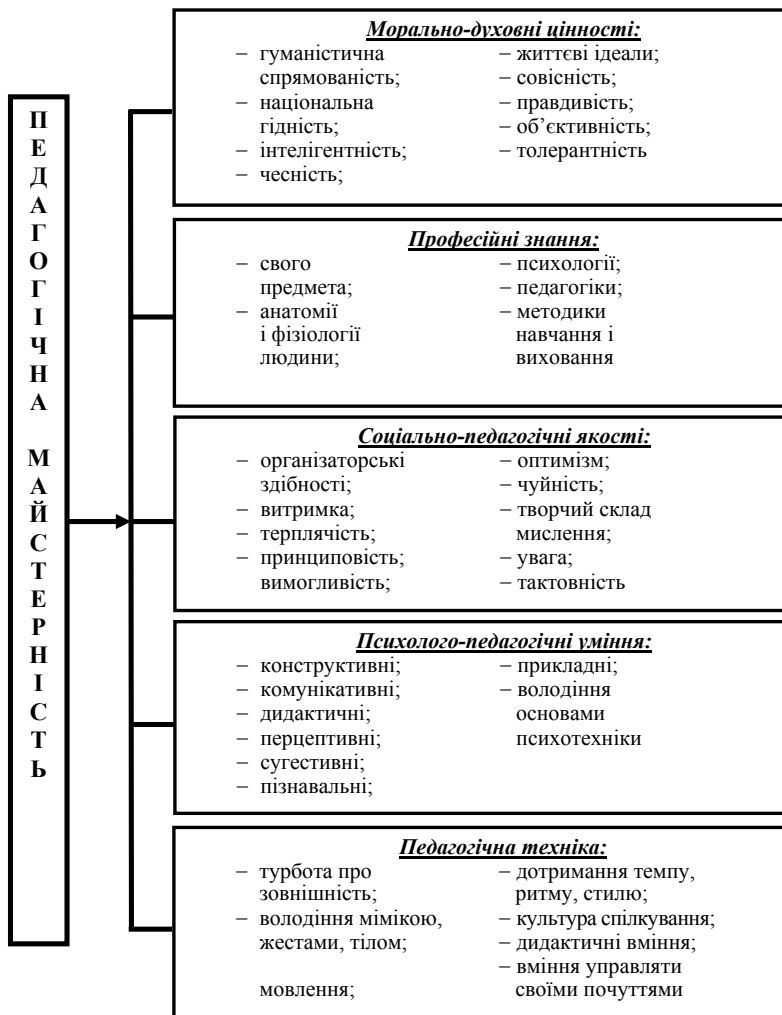 ПЕДАГОГІЧНА МАЙСТЕРНІСТЬ
Морально-духовні цінності:
– гуманістична
спрямованість;
– національна
гідність;
– інтелігентність;
– чесність;
– життєві ідеали;
– совісність;
– правдивість;
– об’єктивність;
– толерантність
Професійні знання:
– свого
предмета;
– анатомії
і фізіології
людини;
– психології;
– педагогіки;
– методики
навчання і
виховання
Соціально-педагогічні якості:
– організаторські
здібності;
– витримка;
– терплячість;
– принциповість;
вимогливість;
– оптимізм;
– чуйність;
– творчий склад
мислення;
– увага;
– тактовність
Психолого-педагогічні уміння:
– конструктивні;
– комунікативні;
– дидактичні;
– перцептивні;
– сугестивні;
– пізнавальні;
– прикладні;
– володіння
основами
психотехніки
Педагогічна техніка:
– турбота про
зовнішність;
– володіння мімікою,
жестами, тілом;
мовлення;
– дотримання темпу,
ритму, стилю;
– культура спілкування;
– дидактичні вміння;
– вміння управляти
своїми почуттями